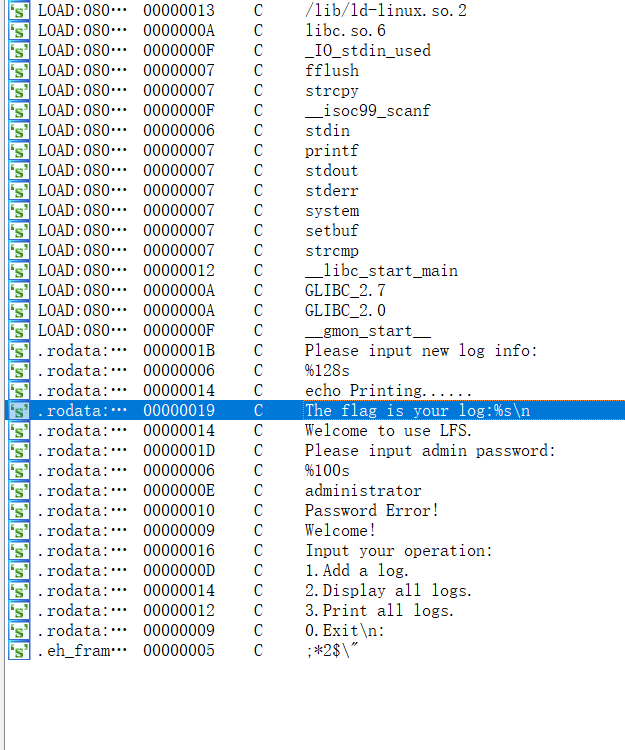 's' LOAD:080… 00000013 C /lib/ld-linux.so.2
's' LOAD:080… 0000000A C libc.so.6
's' LOAD:080… 0000000F C _IO_stdin_used
's' LOAD:080… 00000007 C fflush
's' LOAD:080… 00000007 C strcpy
's' LOAD:080… 0000000F C __isoc99_scanf
's' LOAD:080… 00000006 C stdin
's' LOAD:080… 00000007 C printf
's' LOAD:080… 00000007 C stdout
's' LOAD:080… 00000007 C stderr
's' LOAD:080… 00000007 C system
's' LOAD:080… 00000007 C setbuf
's' LOAD:080… 00000007 C strcmp
's' LOAD:080… 00000012 C __libc_start_main
's' LOAD:080… 0000000A C GLIBC_2.7
's' LOAD:080… 0000000A C GLIBC_2.0
's' LOAD:080… 0000000F C __gmon_start__
's' .rodata:… 0000001B C Please input new log info:
's' .rodata:… 00000006 C %128s
's' .rodata:… 00000014 C echo Printing......
's' .rodata:… 00000019 C The flag is your log:%s\n
's' .rodata:… 00000014 C Welcome to use LFS.
's' .rodata:… 0000001D C Please input admin password:
's' .rodata:… 00000006 C %100s
's' .rodata:… 0000000E C administrator
's' .rodata:… 00000010 C Password Error!
's' .rodata:… 00000009 C Welcome!
's' .rodata:… 00000016 C Input your operation:
's' .rodata:… 0000000D C 1.Add a log.
's' .rodata:… 00000014 C 2.Display all logs.
's' .rodata:… 00000012 C 3.Print all logs.
's' .rodata:… 00000009 C 0.Exit\n:
's' .eh_fram… 00000005 C ;*2$\"